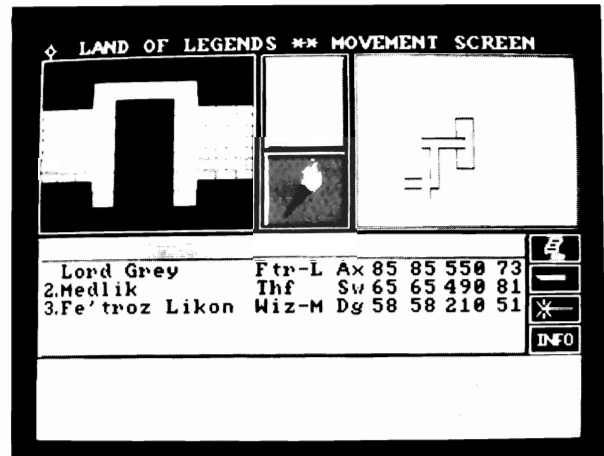 LAND OF LEGENDS ** MOVEMENT SCREEN
Lord Grey Ftr-L Ax 85 85 550 73
2.Medlik Thf Sw 65 65 490 81
3.Fe'troz Likon Wiz-M Dg 58 58 210 51
INFO